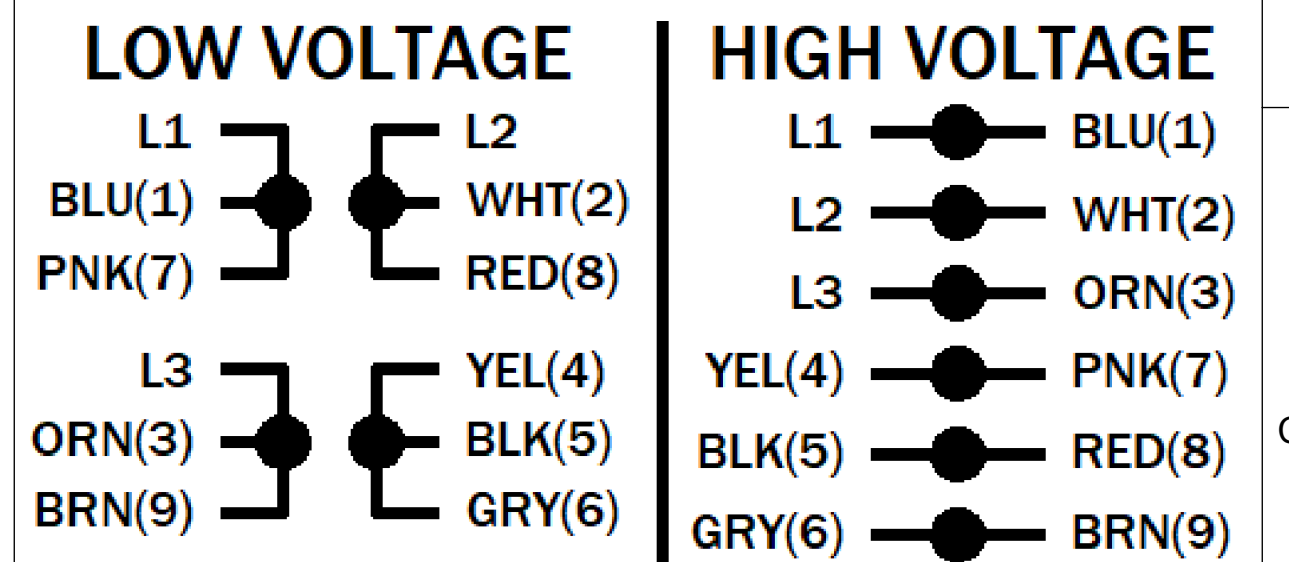 LOW VOLTAGE
L1 L2
BLU(1) WHT(2)
PNK(7) RED(8)
L3 YEL(4)
ORN(3) BLK(5)
BRN(9) GRY(6)
HIGH VOLTAGE
L1 BLU(1)
L2 WHT(2)
L3 ORN(3)
YEL(4) PNK(7)
BLK(5) RED(8)
GRY(6) BRN(9)